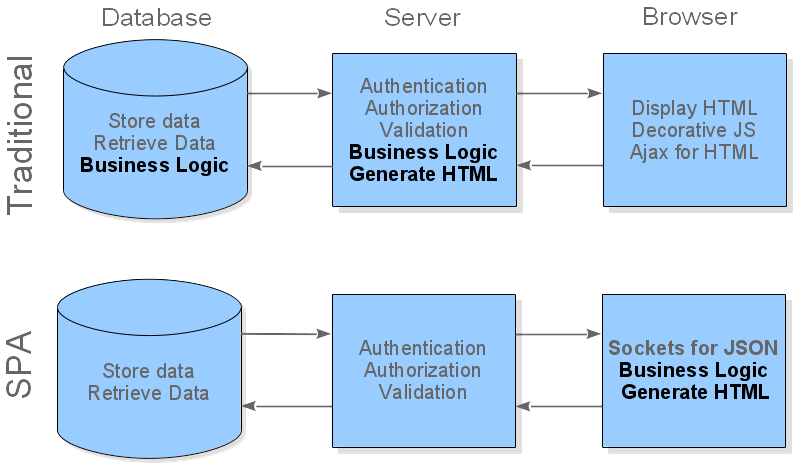 Database
Server
Browser
Traditional
Store data
Retrieve Data
Business Logic
Authentication
Authorization
Validation
Business Logic
Generate HTML
Display HTML
Decorative JS
Ajax for HTML
SPA
Store data
Retrieve Data
Authentication
Authorization
Validation
Sockets for JSON
Business Logic
Generate HTML